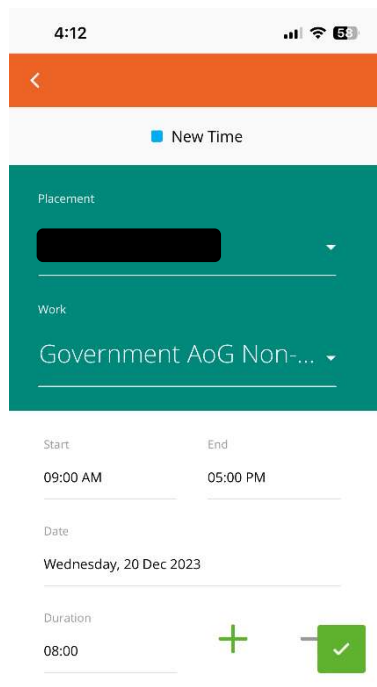 4:12
58
New Time
Placement
Work
Government AoG Non-...
Start End
09:00 AM 05:00 PM
Date
Wednesday, 20 Dec 2023
Duration
08:00